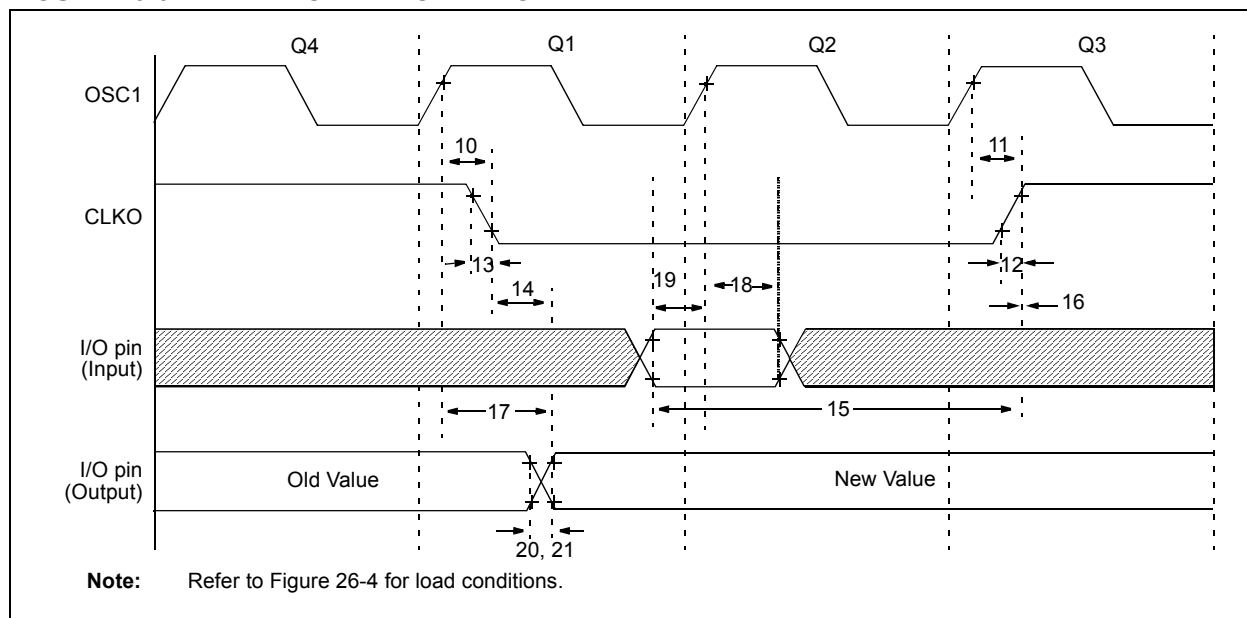 Q4 Q1 Q2 Q3
OSC1
10
11
CLKO
13
12
14
19
18
16
I/O pin
(Input)
17
15
I/O pin
(Output)
Old Value
New Value
20, 21
Note: Refer to Figure 26-4 for load conditions.